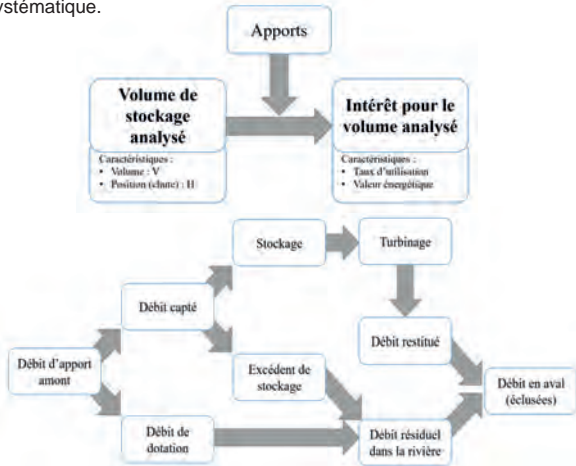 ystématique.
Apports
Volume de
stockage
analysé
Caractéristiques :
• Volume : V
• Position (chute) : H
Intérêt pour le
volume analysé
Caractéristiques :
• Taux d'utilisation
• Valeur énergétique
Stockage
Turbinage
Débit capté
Débit restitué
Débit d'apport
amont
Excédent de
stockage
Débit en aval
(éclusées)
Débit de
dotation
Débit résiduel
dans la rivière